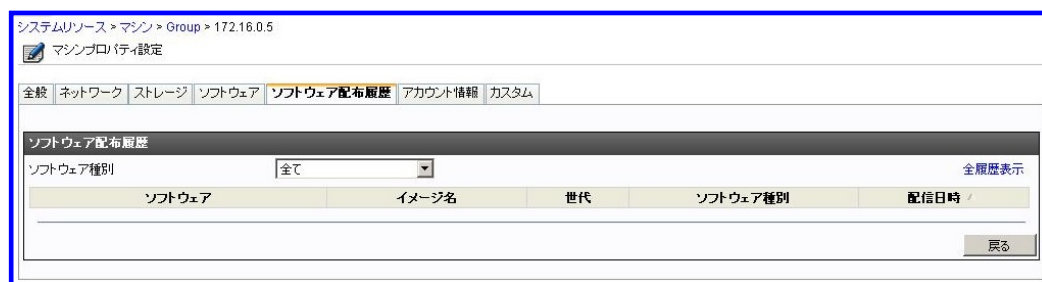 システムリソース > マシン > Group > 172.16.0.5
マシンプロパティ設定
全般 ネットワーク ストレージ ソフトウェア ソフトウェア配布履歴 アカウント情報 カスタム
ソフトウェア配布履歴
ソフトウェア種別 全て 全履歴表示
ソフトウェア イメージ名 世代 ソフトウェア種別 配信日時
戻る